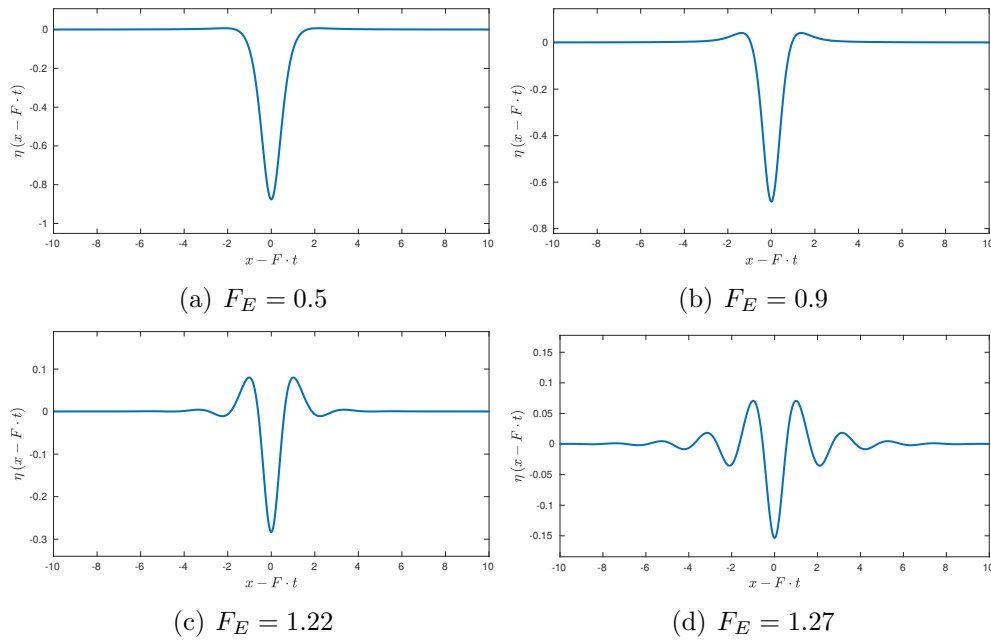 0
-0.2
-0.4
-0.6
-0.8
-1
η (x − F · t)
-10 -8 -6 -4 -2 0 2 4 6 8 10
x − F · t
(a) F_E = 0.5
0
-0.2
-0.4
-0.6
-0.8
η (x − F · t)
-10 -8 -6 -4 -2 0 2 4 6 8 10
x − F · t
(b) F_E = 0.9
0.1
0
-0.1
-0.2
-0.3
η (x − F · t)
-10 -8 -6 -4 -2 0 2 4 6 8 10
x − F · t
(c) F_E = 1.22
0.15
0.1
0.05
0
-0.05
-0.1
-0.15
η (x − F · t)
-10 -8 -6 -4 -2 0 2 4 6 8 10
x − F · t
(d) F_E = 1.27